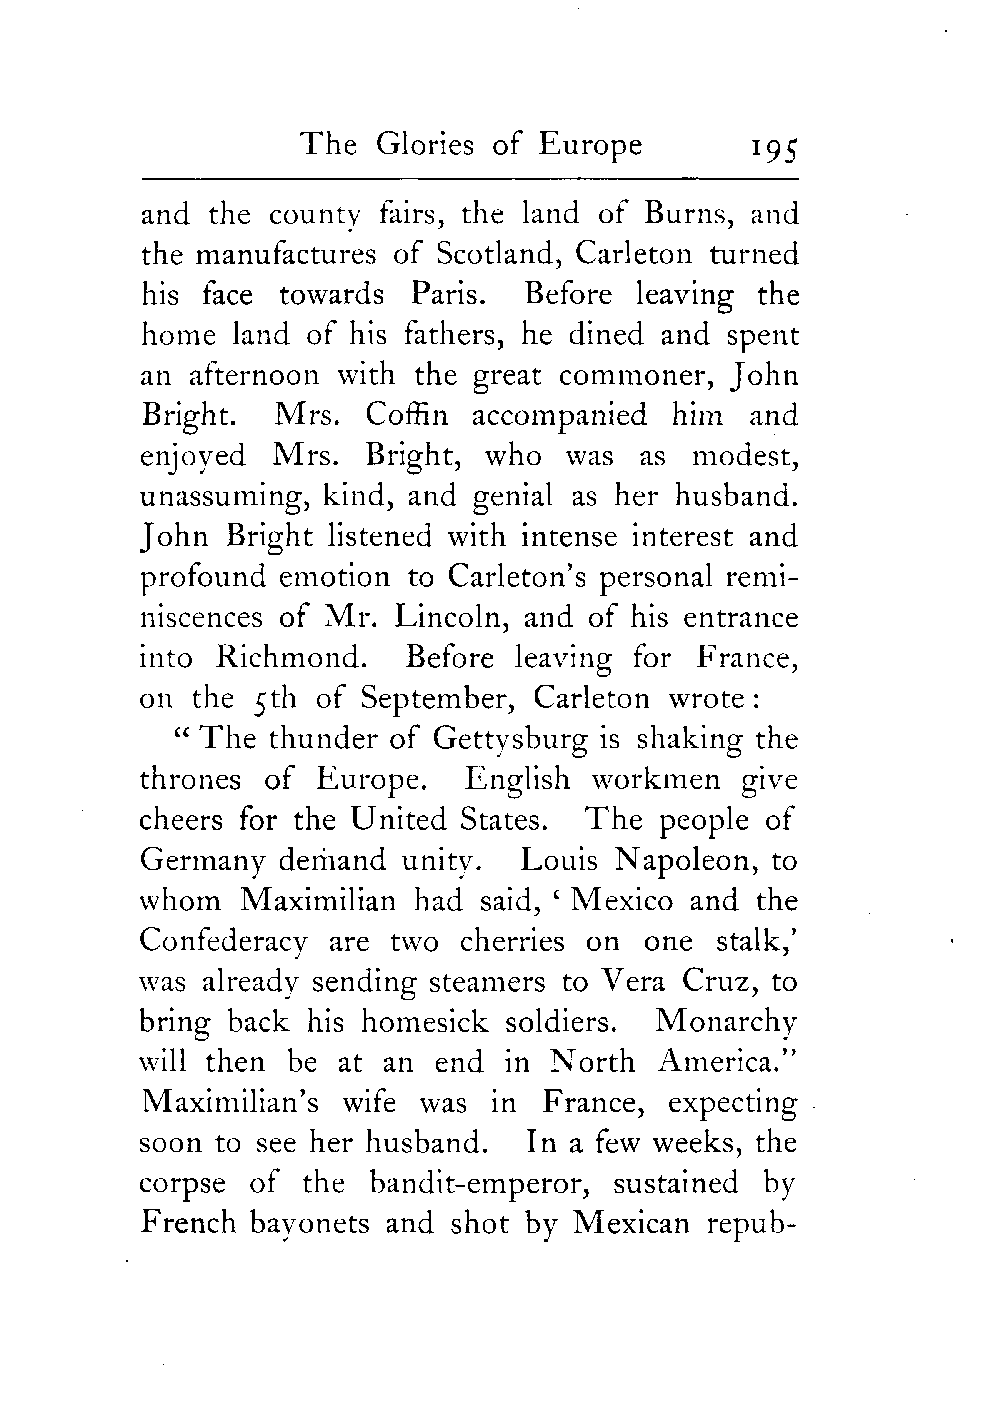 The Glories of Europe 195
and the county fairs, the land of Burns, and
the manufactures of Scotland, Carleton turned
his face towards Paris. Before leaving the
home land of his fathers, he dined and spent
an afternoon with the great commoner, John
Bright. Mrs. Coffin accompanied him and
enjoyed Mrs. Bright, who was as modest,
unassuming, kind, and genial as her husband.
John Bright listened with intense interest and
profound emotion to Carleton's personal remi-
niscences of Mr. Lincoln, and of his entrance
into Richmond. Before leaving for France,
on the 5th of September, Carleton wrote :
“ The thunder of Gettysburg is shaking the
thrones of Europe. English workmen give
cheers for the United States. The people of
Germany demand unity. Louis Napoleon, to
whom Maximilian had said, ‘ Mexico and the
Confederacy are two cherries on one stalk,’
was already sending steamers to Vera Cruz, to
bring back his homesick soldiers. Monarchy
will then be at an end in North America.”
Maximilian's wife was in France, expecting
soon to see her husband. In a few weeks, the
corpse of the bandit-emperor, sustained by
French bayonets and shot by Mexican repub-